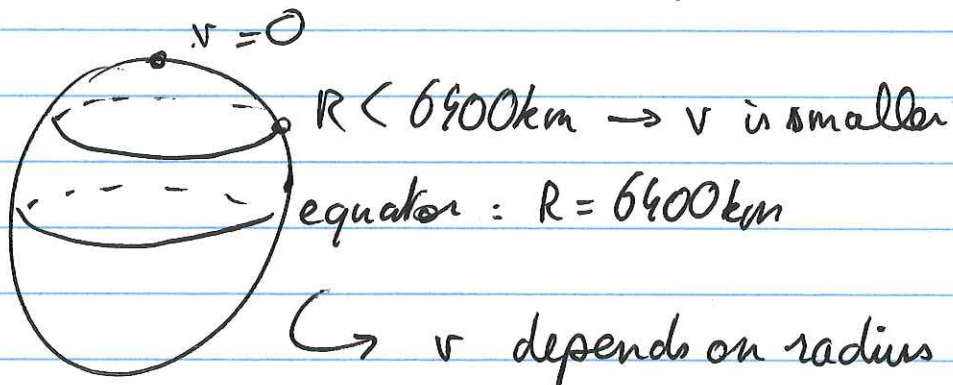 v = 0
R < 6400km → v is smaller
equator : R = 6400km
↳ v depends on radius